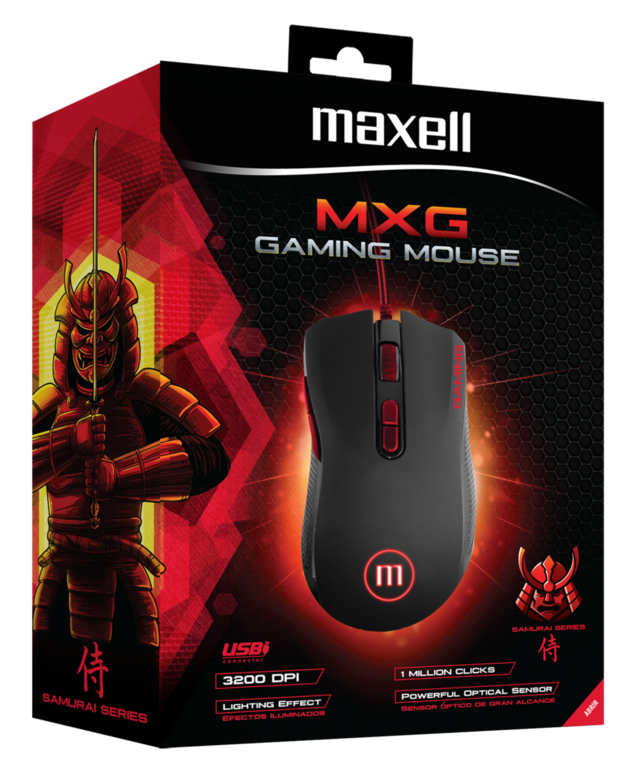 maxell
MXG
GAMING MOUSE
GAMING
m
USB
connector
3200 DPI
LIGHTING EFFECT
EFECTOS ILUMINADOS
1 MILLION CLICKS
POWERFUL OPTICAL SENSOR
SENSOR ÓPTICO DE GRAN ALCANCE
SAMURAI SERIES
侍
ABRIR
侍
SAMURAI SERIES